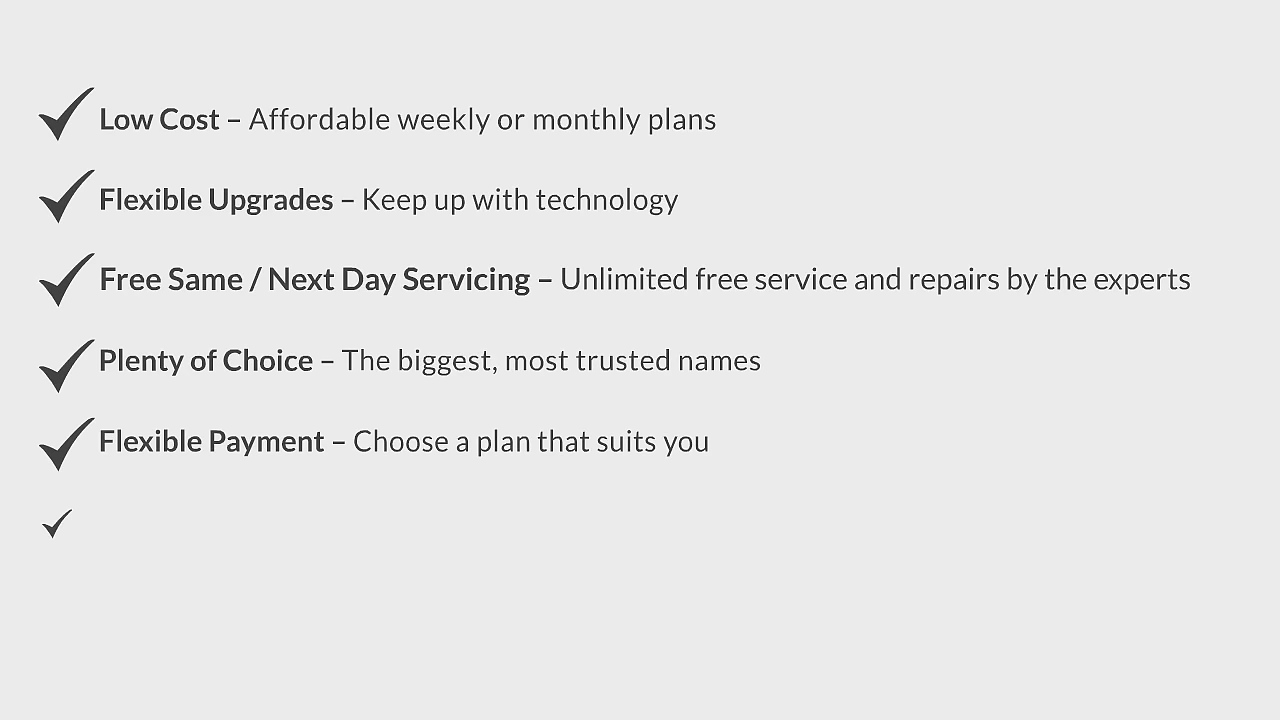 Low Cost – Affordable weekly or monthly plans
Flexible Upgrades – Keep up with technology
Free Same / Next Day Servicing – Unlimited free service and repairs by the experts
Plenty of Choice – The biggest, most trusted names
Flexible Payment – Choose a plan that suits you